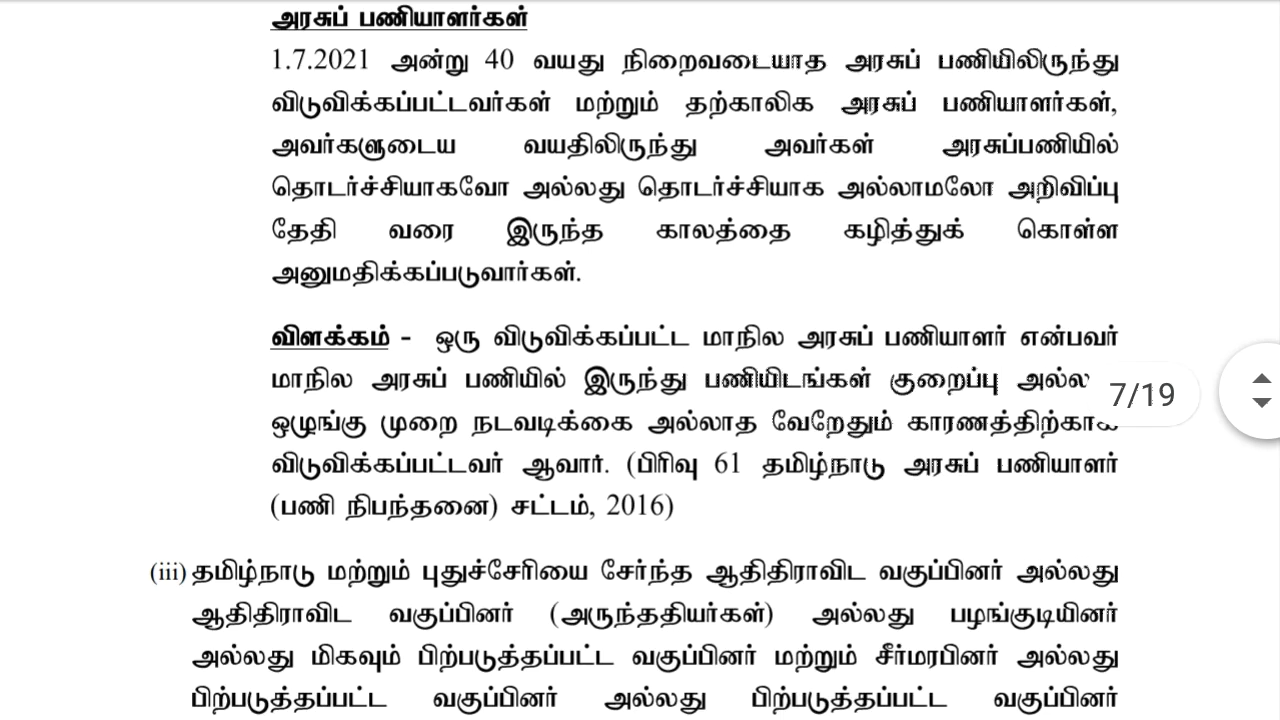 அரசுப் பணியாளர்கள்
1.7.2021 அன்று 40 வயது நிறைவடையாத அரசுப் பணியிலிருந்து
விடுவிக்கப்பட்டவர்கள் மற்றும் தற்காலிக அரசுப் பணியாளர்கள்,
அவர்களுடைய வயதிலிருந்து அவர்கள் அரசுப்பணியில்
தொடர்ச்சியாகவோ அல்லது தொடர்ச்சியாக அல்லாமலோ அறிவிப்பு
தேதி வரை இருந்த காலத்தை கழித்துக் கொள்ள
அனுமதிக்கப்படுவார்கள்.
விளக்கம் - ஒரு விடுவிக்கப்பட்ட மாநில அரசுப் பணியாளர் என்பவர்
மாநில அரசுப் பணியில் இருந்து பணியிடங்கள் குறைப்பு அல்ல
7/19
ஒழுங்கு முறை நடவடிக்கை அல்லாத வேறேதும் காரணத்திற்காக
விடுவிக்கப்பட்டவர் ஆவார். (பிரிவு 61 தமிழ்நாடு அரசுப் பணியாளர்
(பணி நிபந்தனை) சட்டம், 2016)
(iii) தமிழ்நாடு மற்றும் புதுச்சேரியை சேர்ந்த ஆதிதிராவிட வகுப்பினர் அல்லது
ஆதிதிராவிட வகுப்பினர் (அருந்ததியர்கள்) அல்லது பழங்குடியினர்
அல்லது மிகவும் பிற்படுத்தப்பட்ட வகுப்பினர் மற்றும் சீர்மரபினர் அல்லது
பிற்படுத்தப்பட்ட வகுப்பினர் அல்லது பிற்படுத்தப்பட்ட வகுப்பினர்